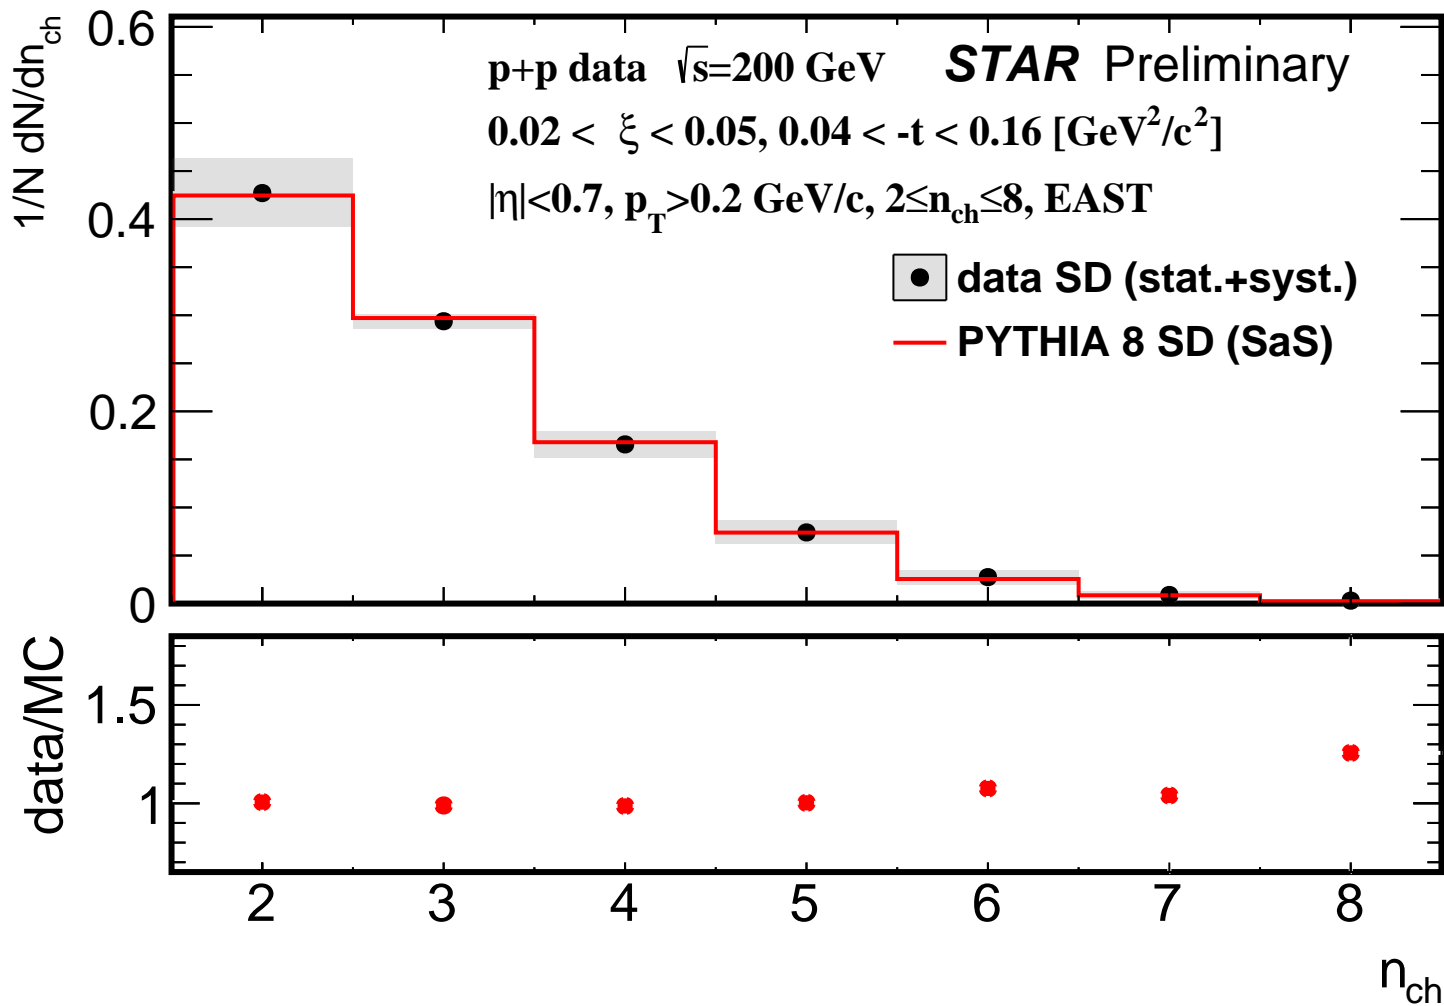 1/N dN/dn_ch
0.6
0.4
0.2
0
p+p data √s=200 GeV STAR Preliminary
0.02 < ξ < 0.05, 0.04 < -t < 0.16 [GeV²/c²]
|η|<0.7, p_T>0.2 GeV/c, 2≤n_ch≤8, EAST
data SD (stat.+syst.)
PYTHIA 8 SD (SaS)
data/MC
1.5
1
2 3 4 5 6 7 8
n_ch